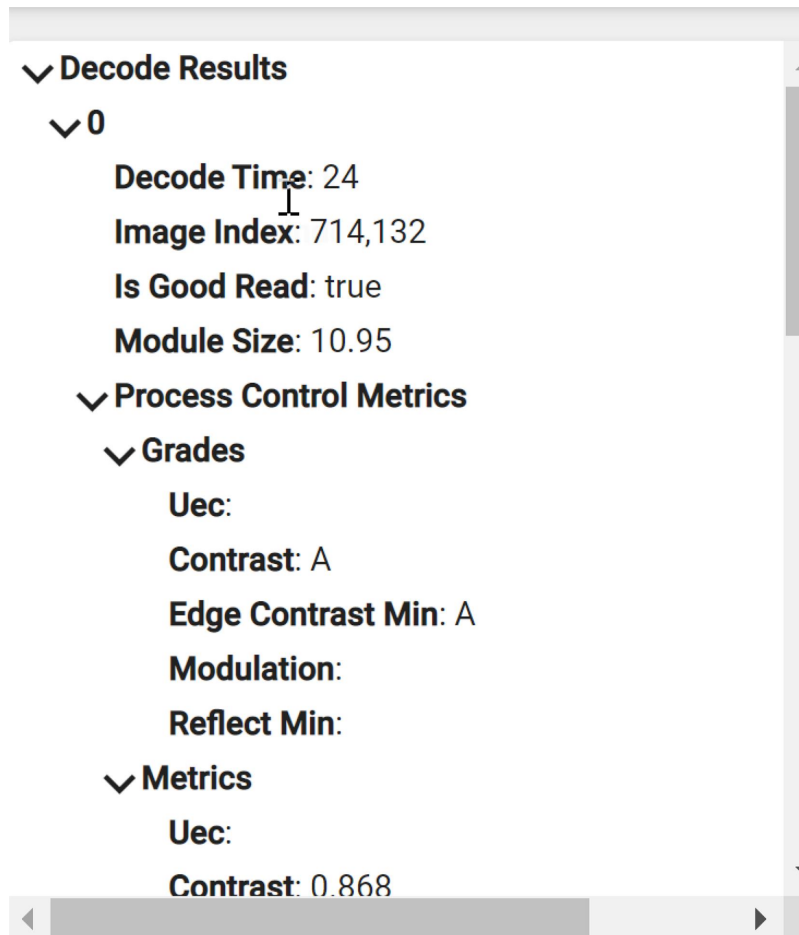 Decode Results
0
Decode Time: 24
Image Index: 714,132
Is Good Read: true
Module Size: 10.95
Process Control Metrics
Grades
Uec:
Contrast: A
Edge Contrast Min: A
Modulation:
Reflect Min:
Metrics
Uec:
Contrast: 0.868